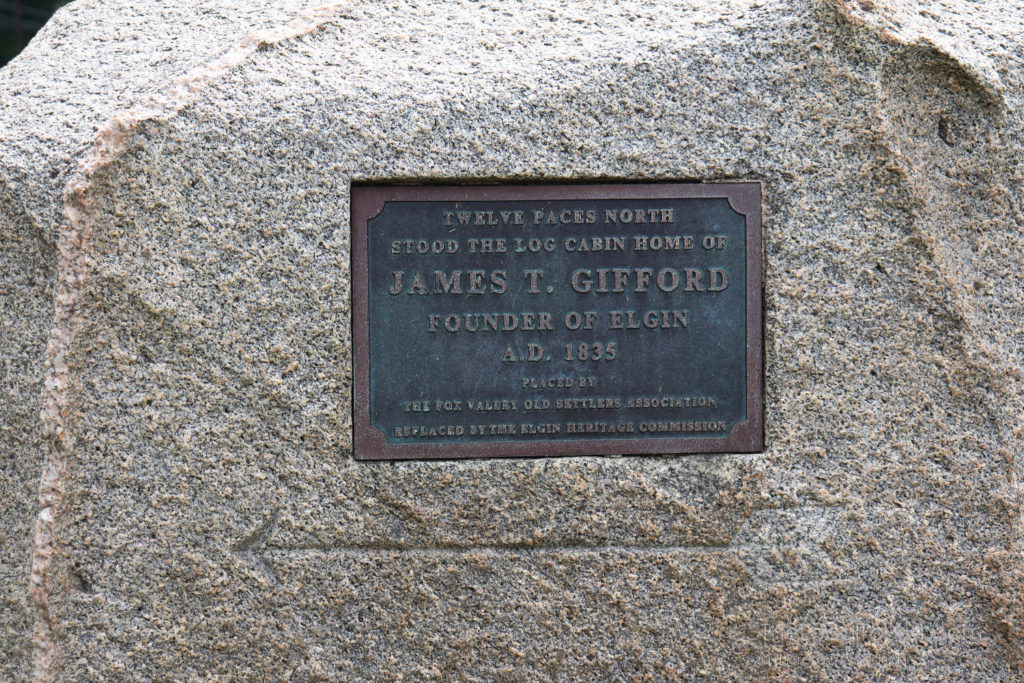 TWELVE PACES NORTH
STOOD THE LOG CABIN HOME OF
JAMES T. GIFFORD
FOUNDER OF ELGIN
A.D. 1835
PLACED BY
THE FOX VALLEY OLD SETTLERS ASSOCIATION
REPLACED BY THE ELGIN HERITAGE COMMISSION